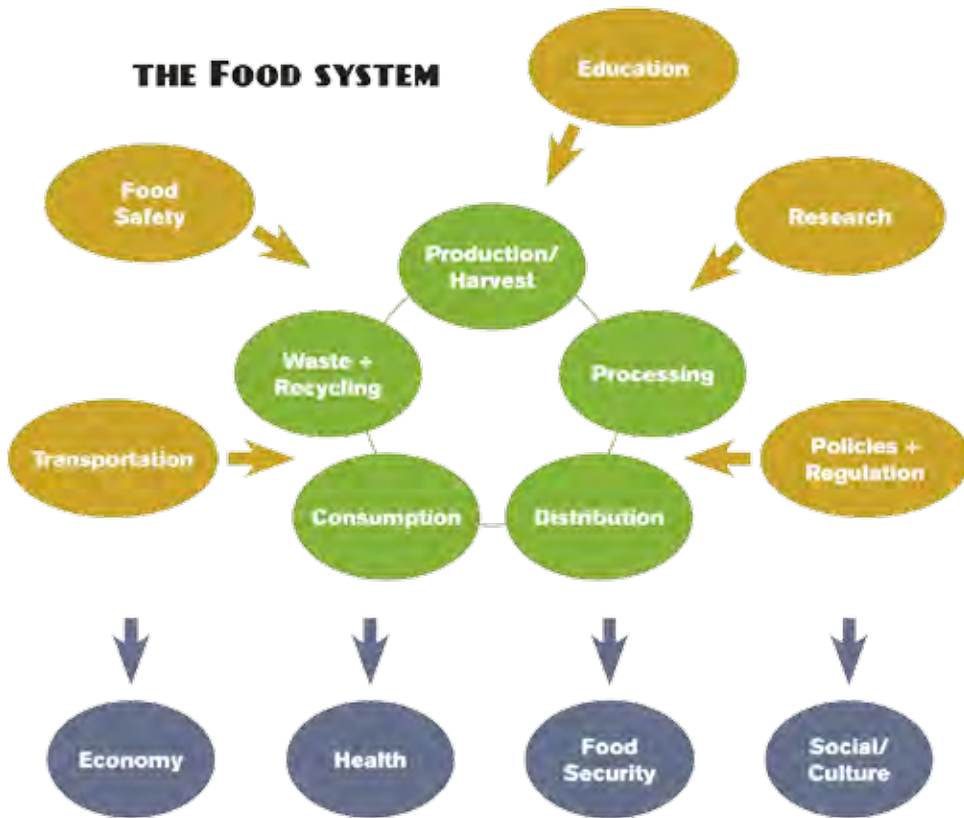 THE FOOD SYSTEM
Education
Food
Safety
Research
Production/
Harvest
Waste +
Recycling
Processing
Transportation
Policies +
Regulation
Consumption
Distribution
Economy
Health
Food
Security
Social/
Culture